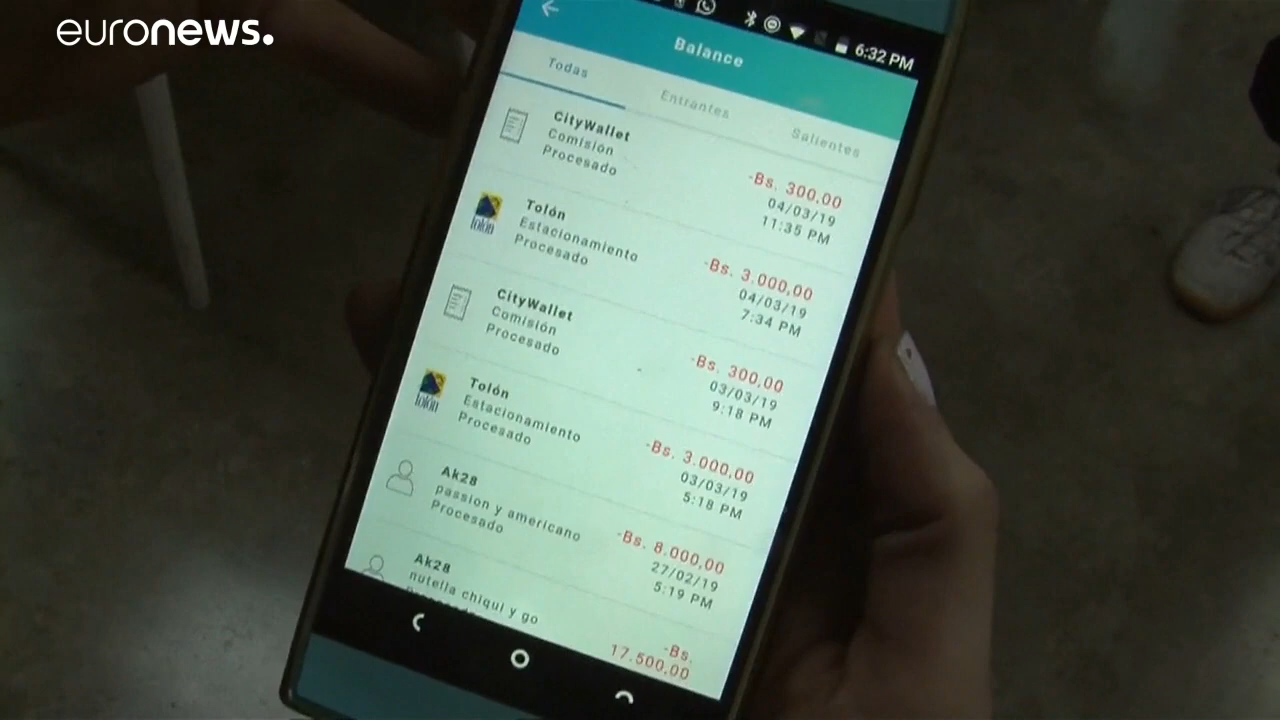 euronews.
6:32 PM
Balance
Todas
Entrantes
Salientes
CityWallet
Comisión
Procesado
-Bs. 300,00
04/03/19
11:35 PM
tolón
Tolón
Estacionamiento
Procesado
-Bs. 3.000,00
04/03/19
7:34 PM
CityWallet
Comisión
Procesado
-Bs. 300,00
03/03/19
9:18 PM
tolón
Tolón
Estacionamiento
Procesado
-Bs. 3.000,00
03/03/19
5:18 PM
Ak28
passion y americano
Procesado
-Bs. 8.000,00
27/02/19
5:19 PM
Ak28
nutella chiqui y go
-Bs.
17.500,00